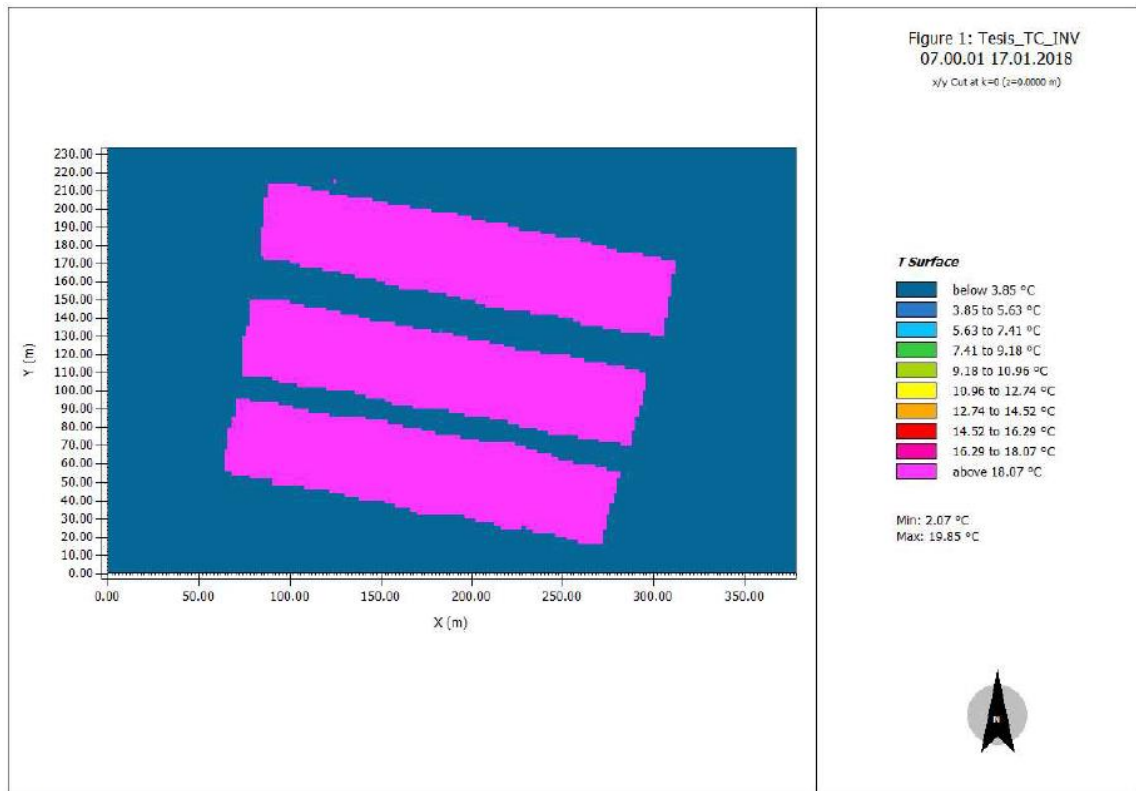 Figure 1: Tesis_TC_INV
07.00.01 17.01.2018
x/y Cut at k=0 (z=0.0000 m)
230.00
220.00
210.00
200.00
190.00
180.00
170.00
160.00
150.00
140.00
130.00
120.00
110.00
100.00
90.00
80.00
70.00
60.00
50.00
40.00
30.00
20.00
10.00
0.00
Y (m)
0.00 50.00 100.00 150.00 200.00 250.00 300.00 350.00
X (m)
T Surface
below 3.85 °C
3.85 to 5.63 °C
5.63 to 7.41 °C
7.41 to 9.18 °C
9.18 to 10.96 °C
10.96 to 12.74 °C
12.74 to 14.52 °C
14.52 to 16.29 °C
16.29 to 18.07 °C
above 18.07 °C
Min: 2.07 °C
Max: 19.85 °C
N